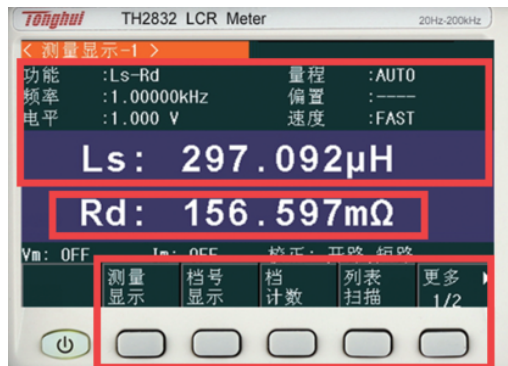 Tonghui TH2832 LCR Meter 20Hz-200kHz
< 测量显示-1 >
功能 :Ls-Rd 量程 :AUTO
频率 :1.00000kHz 偏置 :----
电平 :1.000 V 速度 :FAST
Ls: 297.092μH
Rd: 156.597mΩ
Vm: OFF Im: OFF 校正: 开路 短路
测量 档号 档 列表 更多
显示 显示 计数 扫描 1/2